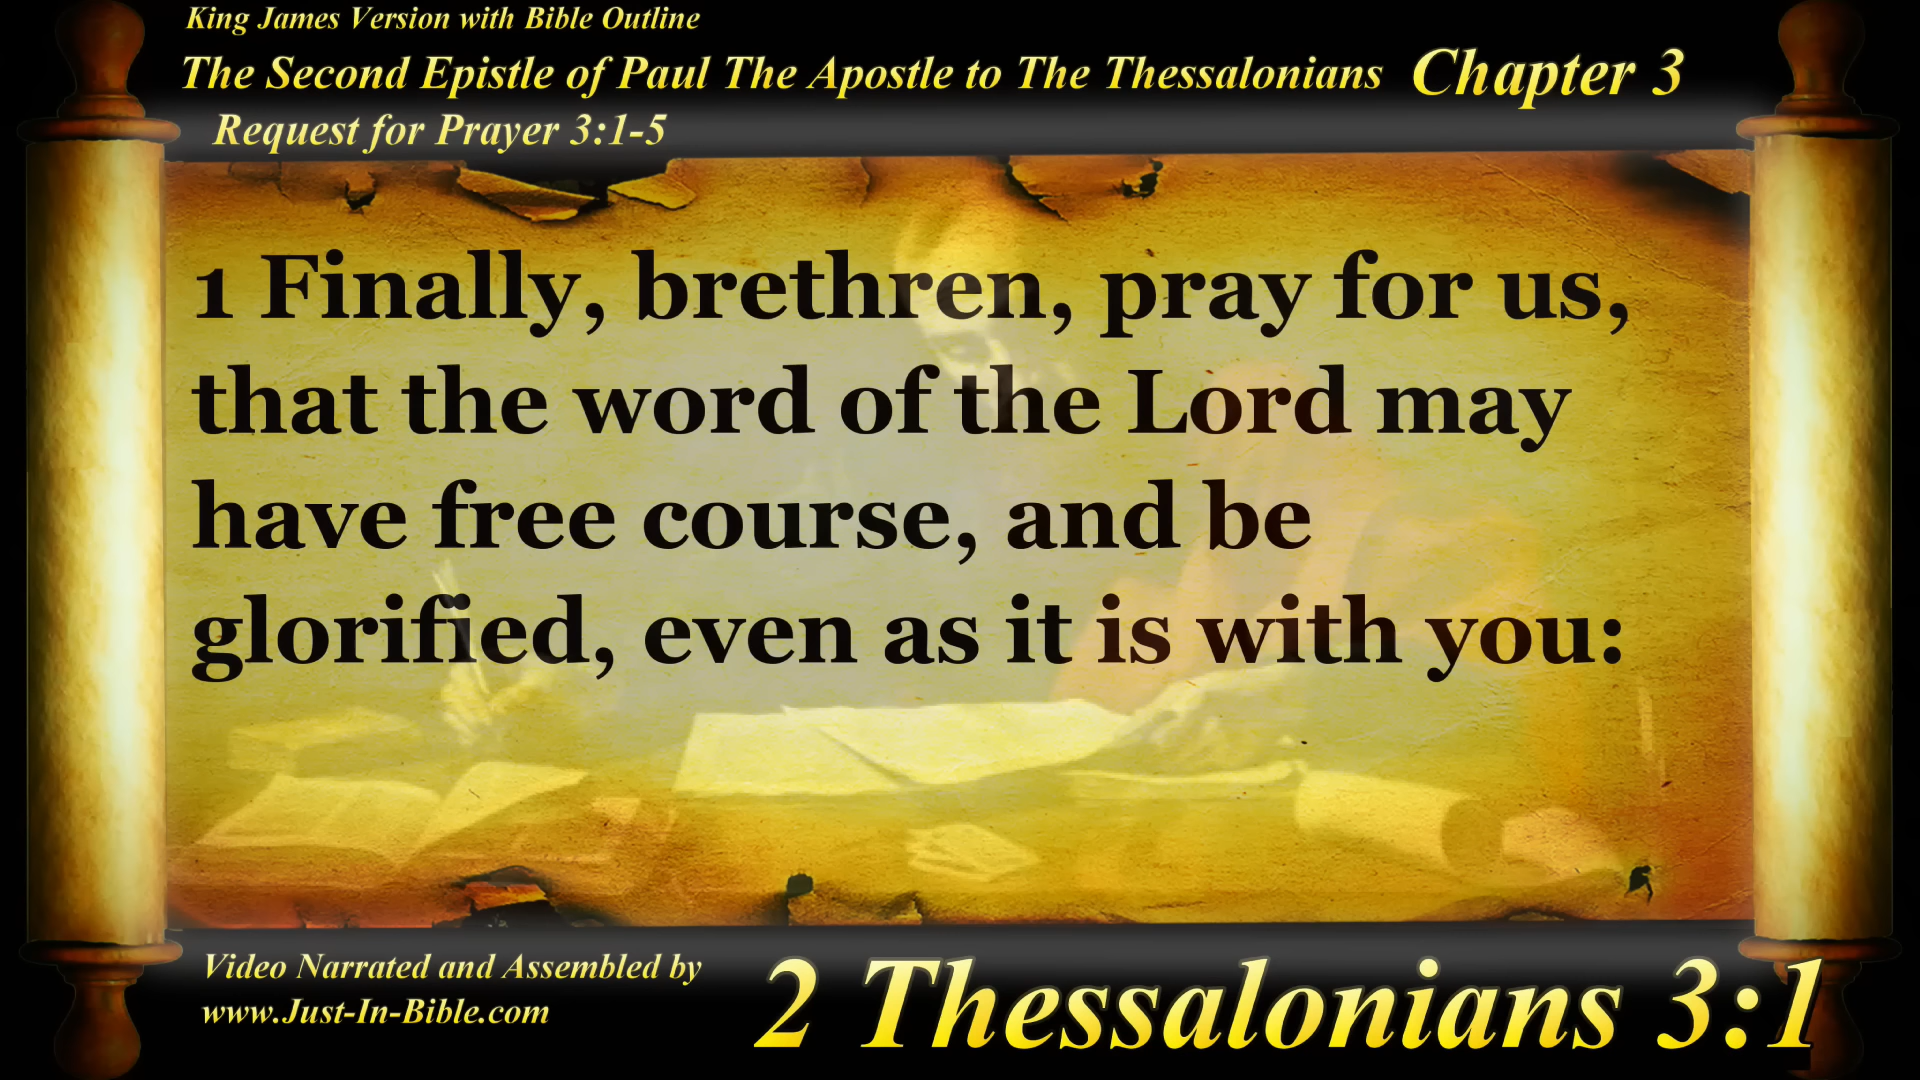 King James Version with Bible Outline
The Second Epistle of Paul The Apostle to The Thessalonians Chapter 3
Request for Prayer 3:1-5
1 Finally, brethren, pray for us,
that the word of the Lord may
have free course, and be
glorified, even as it is with you:
Video Narrated and Assembled by
www.Just-In-Bible.com
2 Thessalonians 3:1